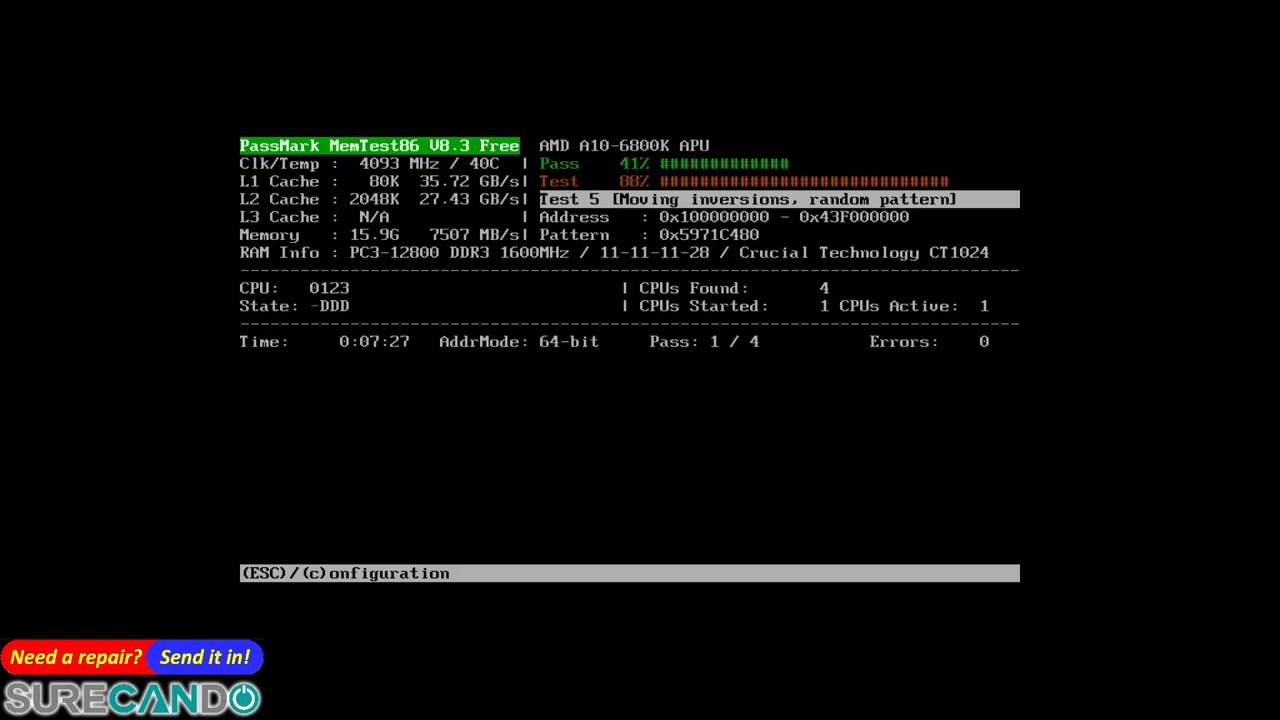 PassMark MemTest86 V8.3 Free AMD A10-6800K APU
Clk/Temp : 4093 MHz / 40C | Pass 41% #############
L1 Cache : 80K 35.72 GB/s| Test 88% #############################
L2 Cache : 2048K 27.43 GB/s| Test 5 [Moving inversions, random pattern]
L3 Cache : N/A | Address : 0x100000000 - 0x43F000000
Memory : 15.9G 7507 MB/s| Pattern : 0x5971C480
RAM Info : PC3-12800 DDR3 1600MHz / 11-11-11-28 / Crucial Technology CT1024
------------------------------------------------------------------------------
CPU: 0123 | CPUs Found: 4
State: -DDD | CPUs Started: 1 CPUs Active: 1
------------------------------------------------------------------------------
Time: 0:07:27 AddrMode: 64-bit Pass: 1 / 4 Errors: 0
(ESC)/(c)onfiguration
Need a repair? Send it in!
SURECANDO